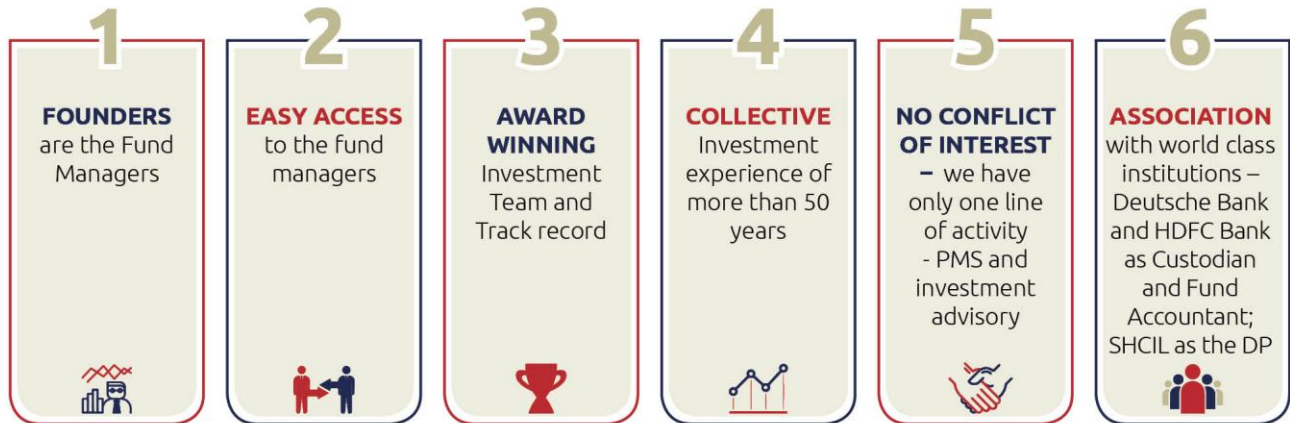 1
FOUNDERS
are the Fund
Managers
2
EASY ACCESS
to the fund
managers
3
AWARD
WINNING
Investment
Team and
Track record
4
COLLECTIVE
Investment
experience of
more than 50
years
5
NO CONFLICT
OF INTEREST
– we have
only one line
of activity
- PMS and
investment
advisory
6
ASSOCIATION
with world class
institutions –
Deutsche Bank
and HDFC Bank
as Custodian
and Fund
Accountant;
SHCIL as the DP